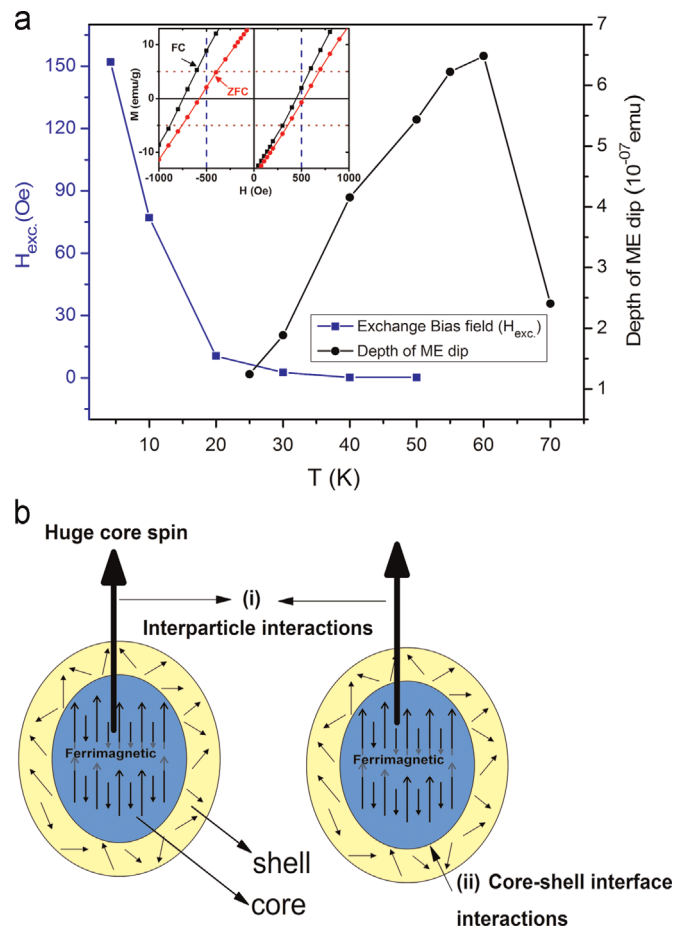 a
150
120
90
60
30
0
H_exc.(Oe)
7
6
5
4
3
2
1
Depth of ME dip (10^-07 emu)
10
0
-10
M (emu/g)
FC
ZFC
-1000 -500 0 500 1000
H (Oe)
Exchange Bias field (H_exc.)
Depth of ME dip
10 20 30 40 50 60 70
T (K)
b
Huge core spin
(i)
Interparticle interactions
Ferrimagnetic
Ferrimagnetic
shell
core
(ii) Core-shell interface
interactions